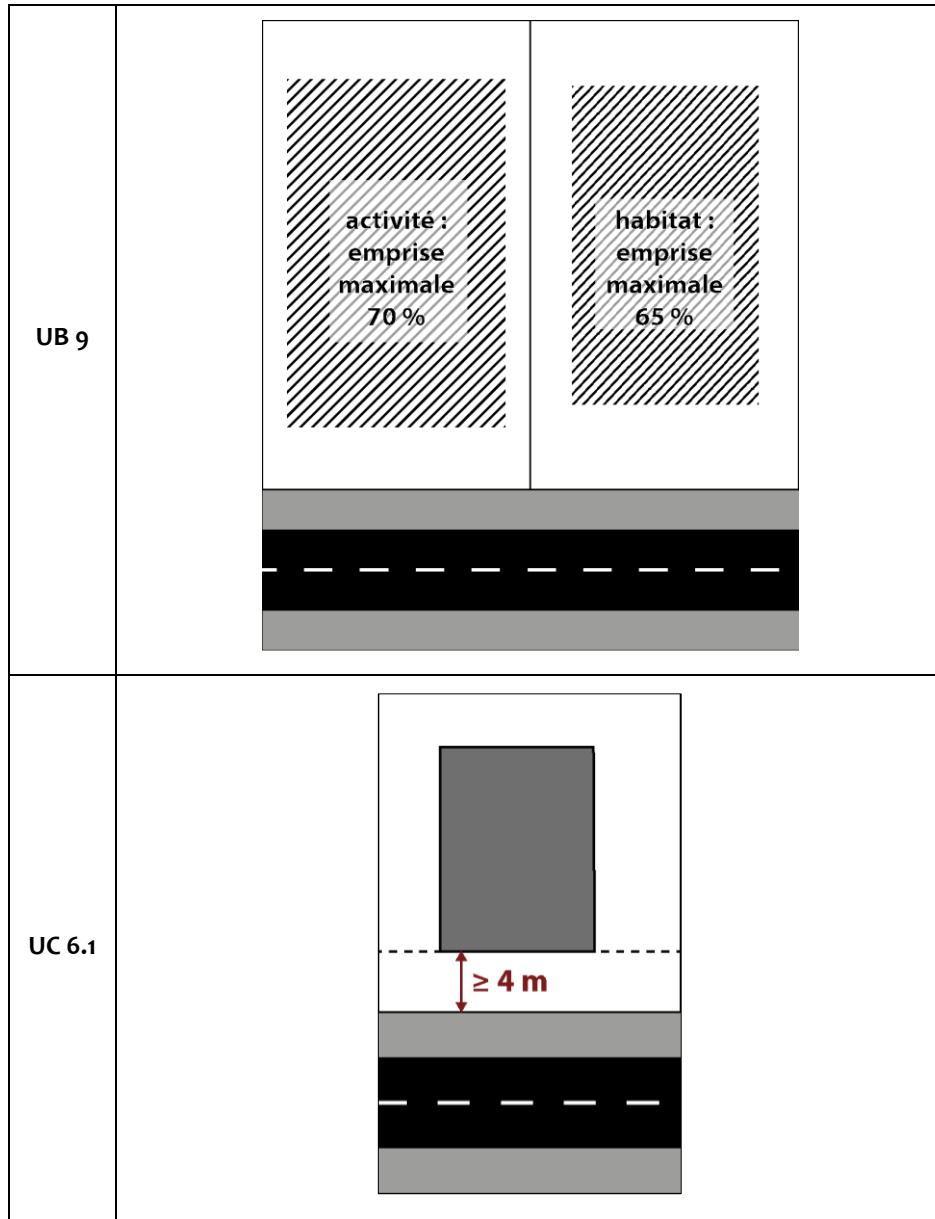 UB 9
activité :
emprise
maximale
70 %
habitat :
emprise
maximale
65 %
UC 6.1
≥ 4 m